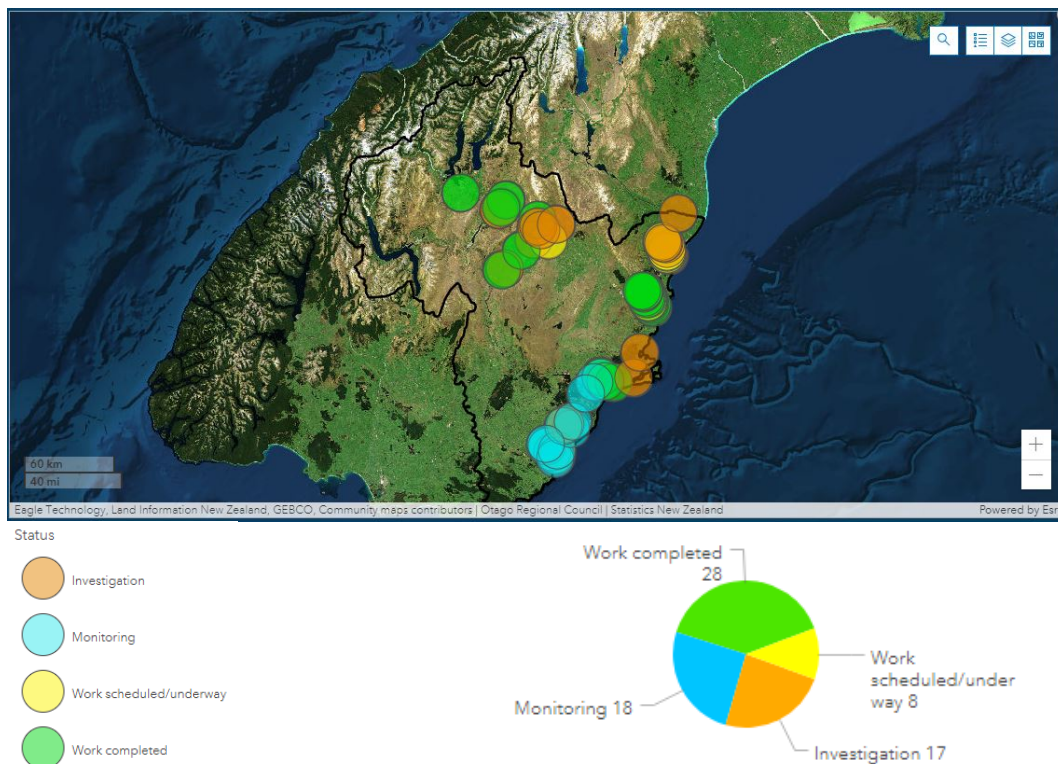 60 km
40 mi
+
−
Eagle Technology, Land Information New Zealand, GEBCO, Community maps contributors | Otago Regional Council | Statistics New Zealand
Powered by Esr
Status
Investigation
Monitoring
Work scheduled/underway
Work completed
Work completed
28
Work
scheduled/under
way 8
Monitoring 18
Investigation 17